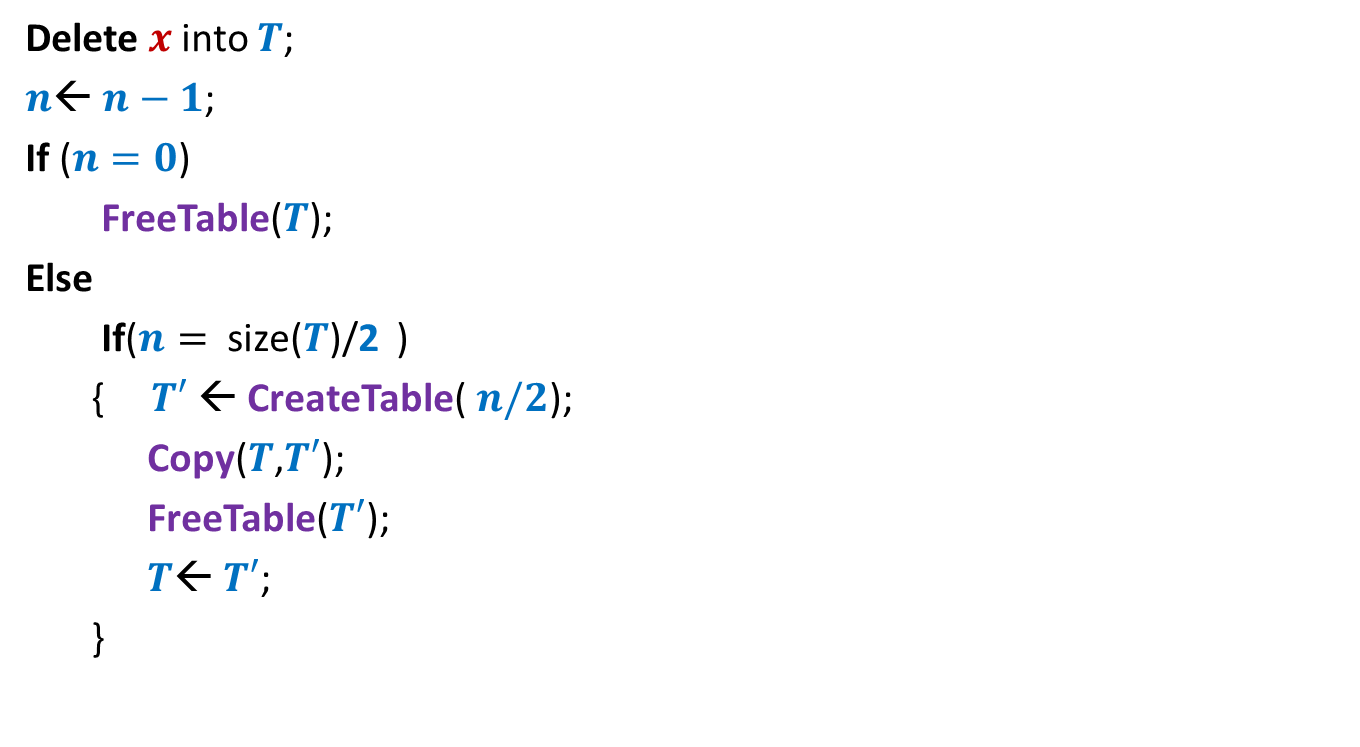 Delete x into T;
n← n − 1;
If (n = 0)
FreeTable(T);
Else
If(n = size(T)/2 )
{ T′ ← CreateTable( n/2);
Copy(T,T′);
FreeTable(T′);
T← T′;
}